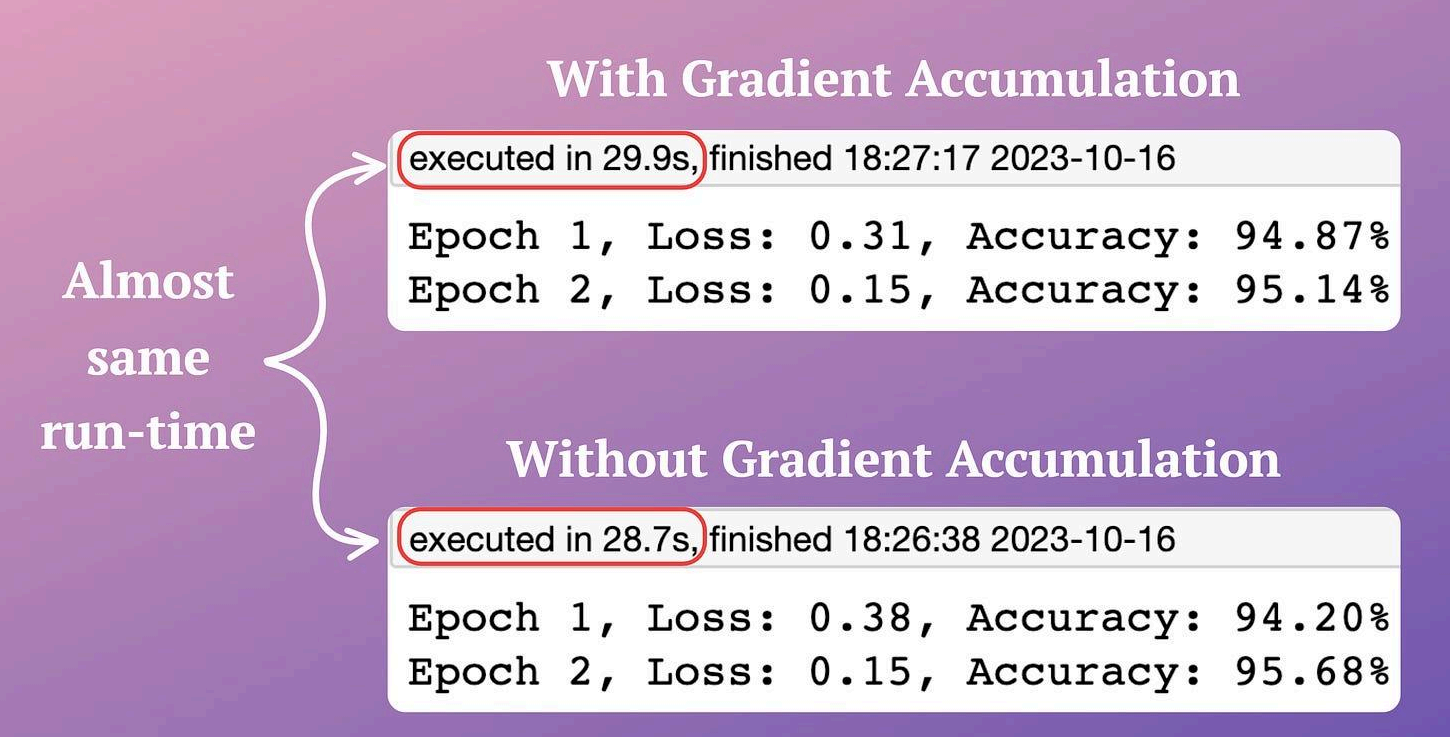 With Gradient Accumulation
executed in 29.9s, finished 18:27:17 2023-10-16
Epoch 1, Loss: 0.31, Accuracy: 94.87%
Epoch 2, Loss: 0.15, Accuracy: 95.14%
Almost
same
run-time
Without Gradient Accumulation
executed in 28.7s, finished 18:26:38 2023-10-16
Epoch 1, Loss: 0.38, Accuracy: 94.20%
Epoch 2, Loss: 0.15, Accuracy: 95.68%